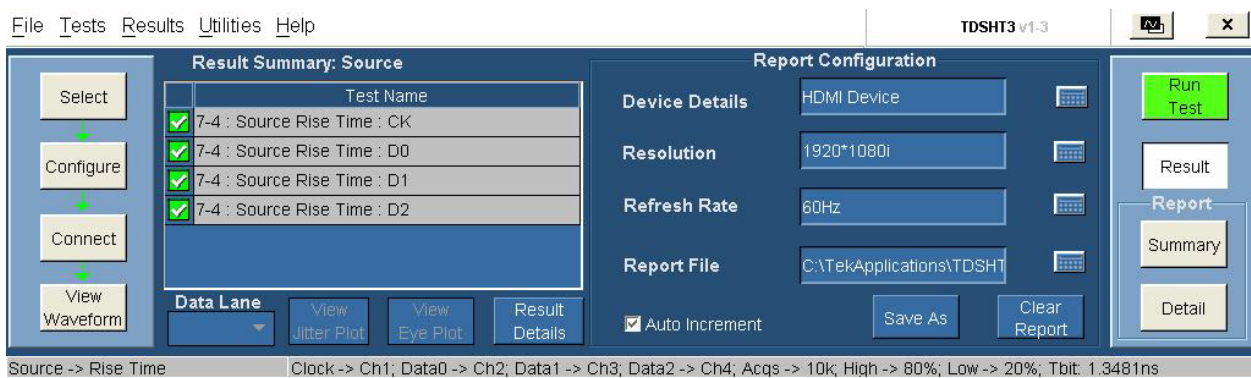 File Tests Results Utilities Help
TDSHT3 v1-3
x
Select
Configure
Connect
View
Waveform
Result Summary: Source
Test Name
7-4 : Source Rise Time : CK
7-4 : Source Rise Time : D0
7-4 : Source Rise Time : D1
7-4 : Source Rise Time : D2
Data Lane
View
Jitter Plot
View
Eye Plot
Result
Details
Report Configuration
Device Details
HDMI Device
Resolution
1920*1080i
Refresh Rate
60Hz
Report File
C:\TekApplications\TDSHT
Auto Increment
Save As
Clear
Report
Run
Test
Result
Report
Summary
Detail
Source -> Rise Time
Clock -> Ch1; Data0 -> Ch2; Data1 -> Ch3; Data2 -> Ch4; Acqs -> 10k; High -> 80%; Low -> 20%; Tbit: 1.3481ns